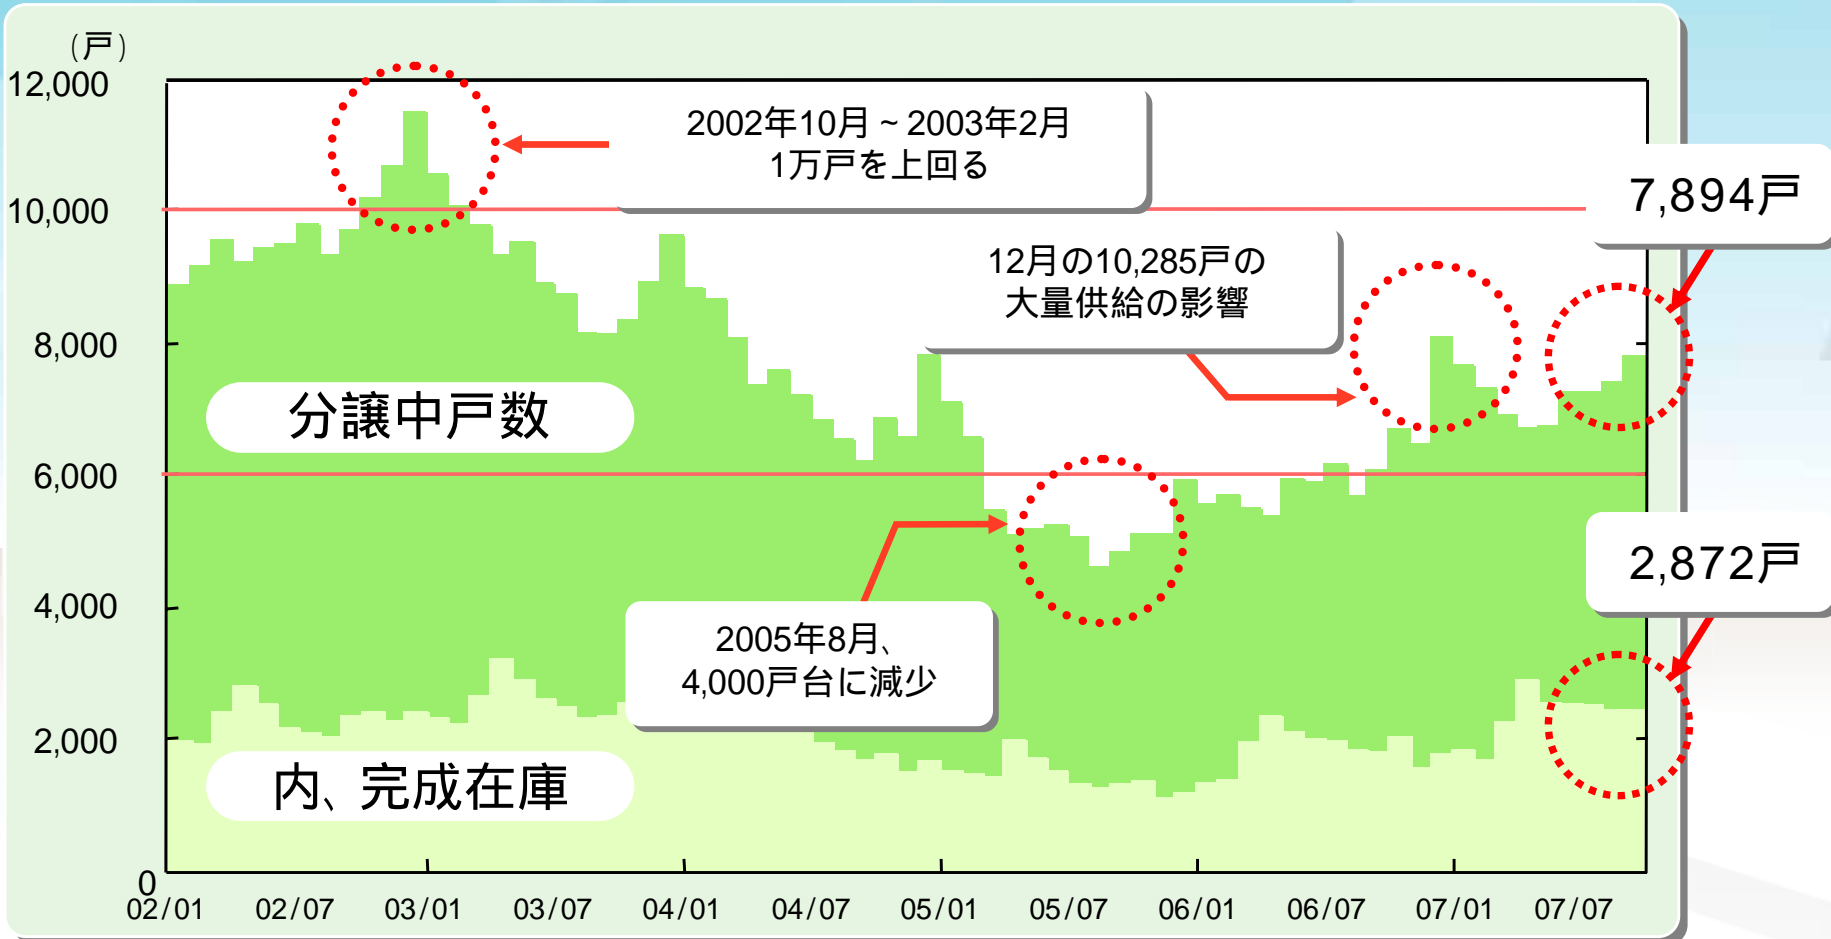 (戸)
12,000
10,000
8,000
6,000
4,000
2,000
0
2002年10月~2003年2月
1万戸を上回る
7,894戸
12月の10,285戸の
大量供給の影響
分譲中戸数
2,872戸
2005年8月、
4,000戸台に減少
内、完成在庫
02/01 02/07 03/01 03/07 04/01 04/07 05/01 05/07 06/01 06/07 07/01 07/07